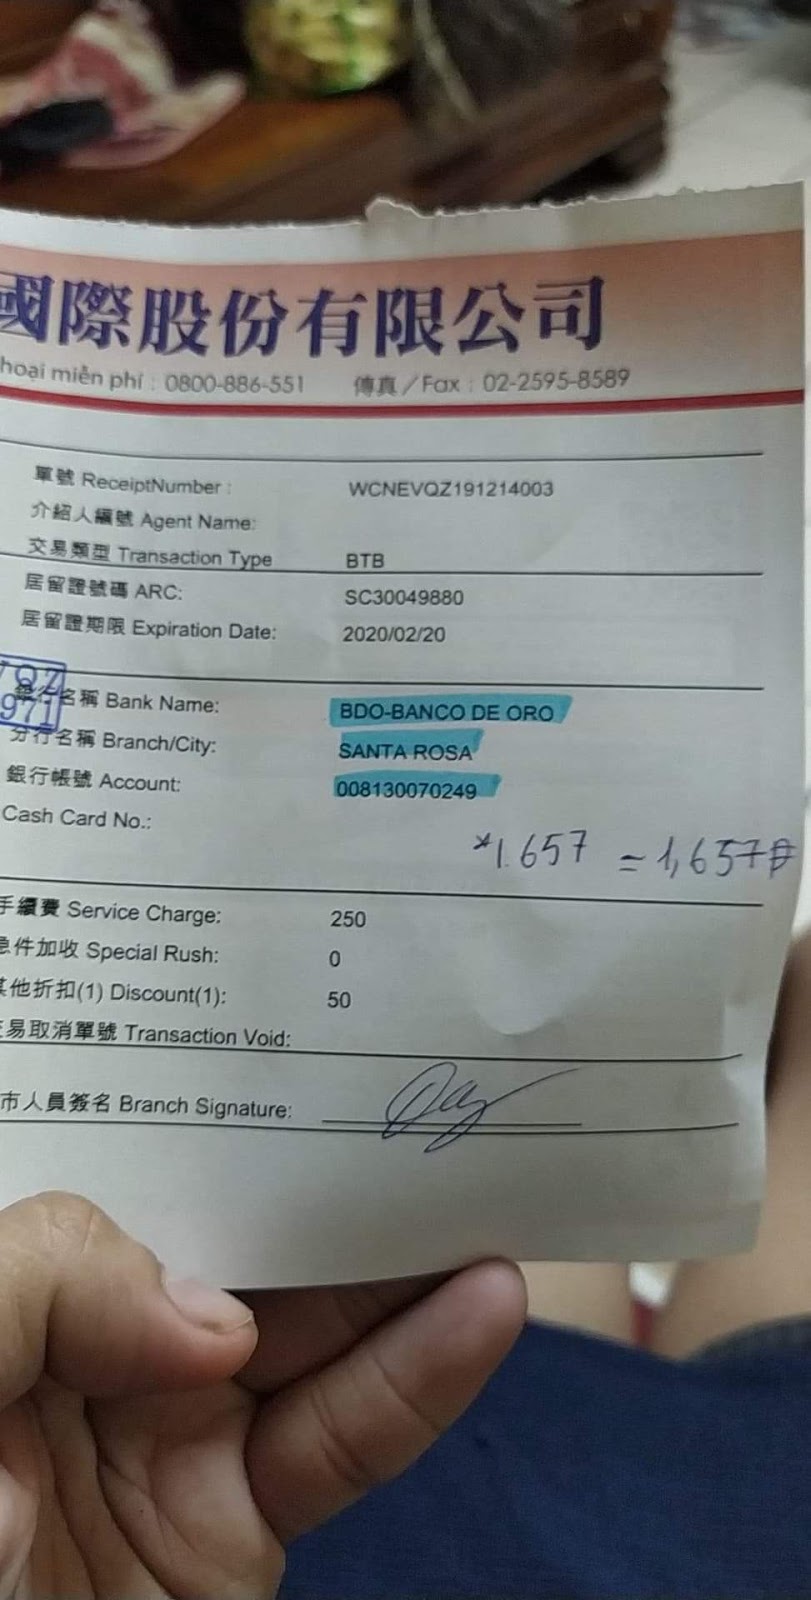 國際股份有限公司
hoại miễn phí : 0800-886-551 傳真／Fax : 02-2595-8589
單號 ReceiptNumber : WCNEVQZ191214003
介紹人編號 Agent Name:
交易類型 Transaction Type BTB
居留證號碼 ARC: SC30049880
居留證期限 Expiration Date: 2020/02/20
QZ
971
銀行名稱 Bank Name: BDO-BANCO DE ORO
分行名稱 Branch/City: SANTA ROSA
銀行帳號 Account: 008130070249
Cash Card No.:
*1.657 = 1,657₱
手續費 Service Charge: 250
急件加收 Special Rush: 0
其他折扣(1) Discount(1): 50
易取消單號 Transaction Void:
市人員簽名 Branch Signature: